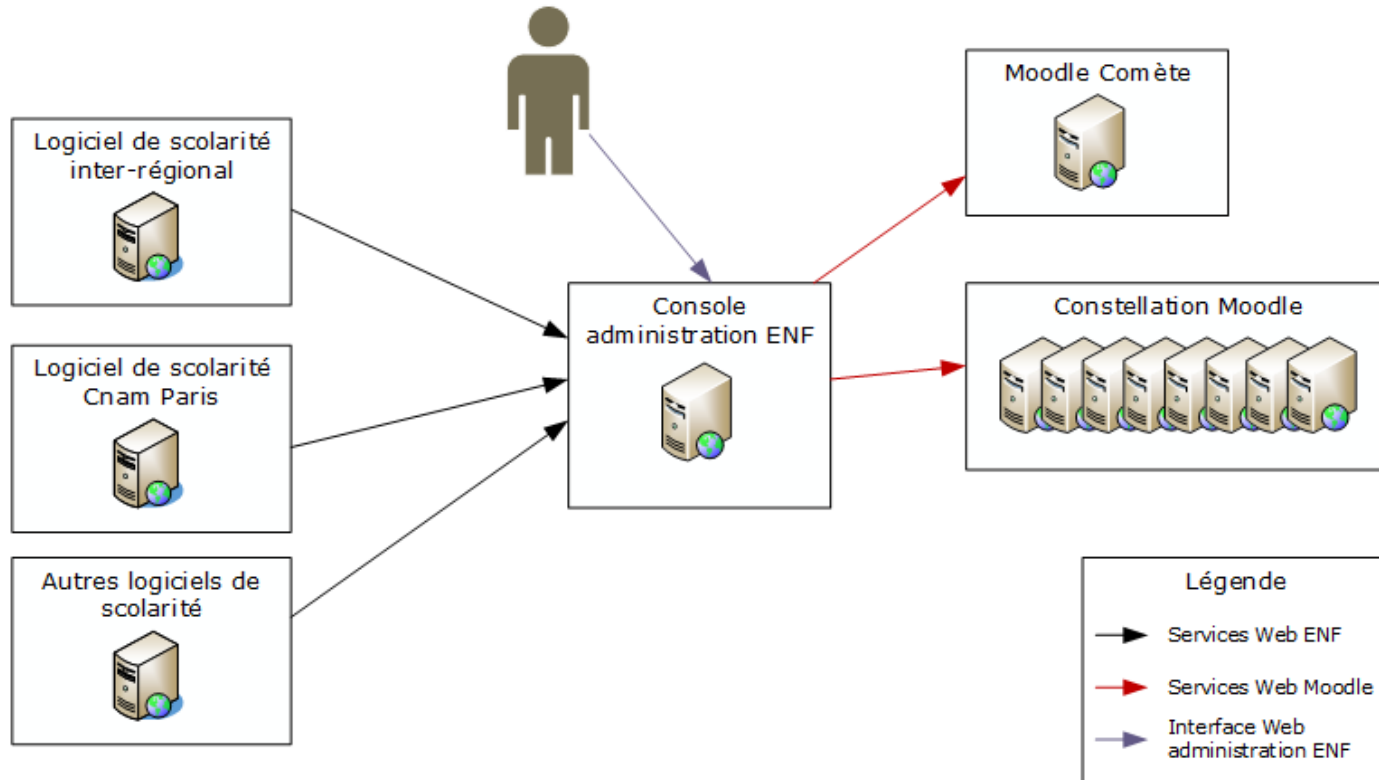 Logiciel de scolarité
inter-régional
Logiciel de scolarité
Cnam Paris
Autres logiciels de
scolarité
Console
administration ENF
Moodle Comète
Constellation Moodle
Légende
Services Web ENF
Services Web Moodle
Interface Web
administration ENF